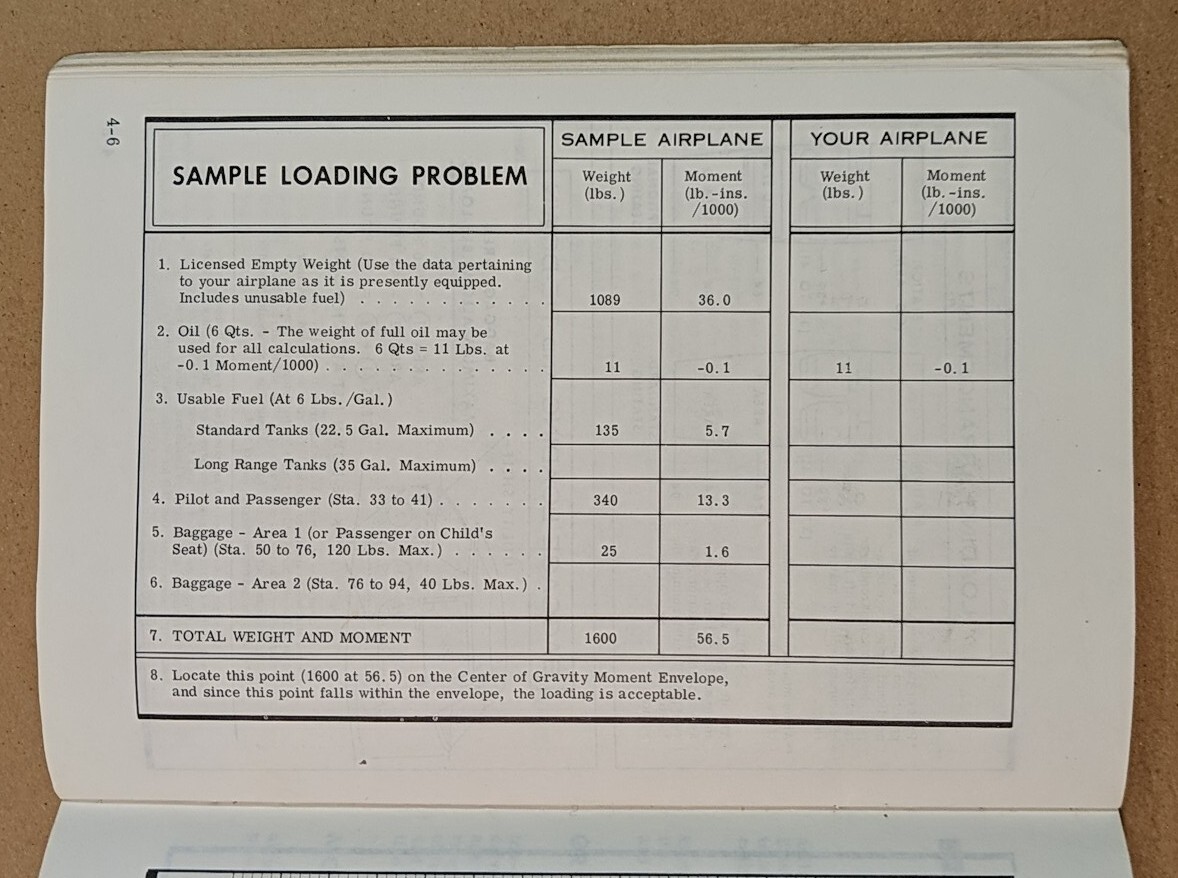 4-6
SAMPLE LOADING PROBLEM
SAMPLE AIRPLANE
YOUR AIRPLANE
Weight (lbs.)
Moment (lb.-ins. /1000)
Weight (lbs.)
Moment (lb.-ins. /1000)
1. Licensed Empty Weight (Use the data pertaining
to your airplane as it is presently equipped.
Includes unusable fuel) . . . . . . . . . . . . 1089 36.0
2. Oil (6 Qts. - The weight of full oil may be
used for all calculations. 6 Qts = 11 Lbs. at
-0.1 Moment/1000) . . . . . . . . . . . . . . 11 -0.1 11 -0.1
3. Usable Fuel (At 6 Lbs./Gal.)
Standard Tanks (22.5 Gal. Maximum) . . . . 135 5.7
Long Range Tanks (35 Gal. Maximum) . . . .
4. Pilot and Passenger (Sta. 33 to 41) . . . . . . . 340 13.3
5. Baggage - Area 1 (or Passenger on Child's
Seat) (Sta. 50 to 76, 120 Lbs. Max.) . . . . . . 25 1.6
6. Baggage - Area 2 (Sta. 76 to 94, 40 Lbs. Max.) .
7. TOTAL WEIGHT AND MOMENT 1600 56.5
8. Locate this point (1600 at 56.5) on the Center of Gravity Moment Envelope,
and since this point falls within the envelope, the loading is acceptable.